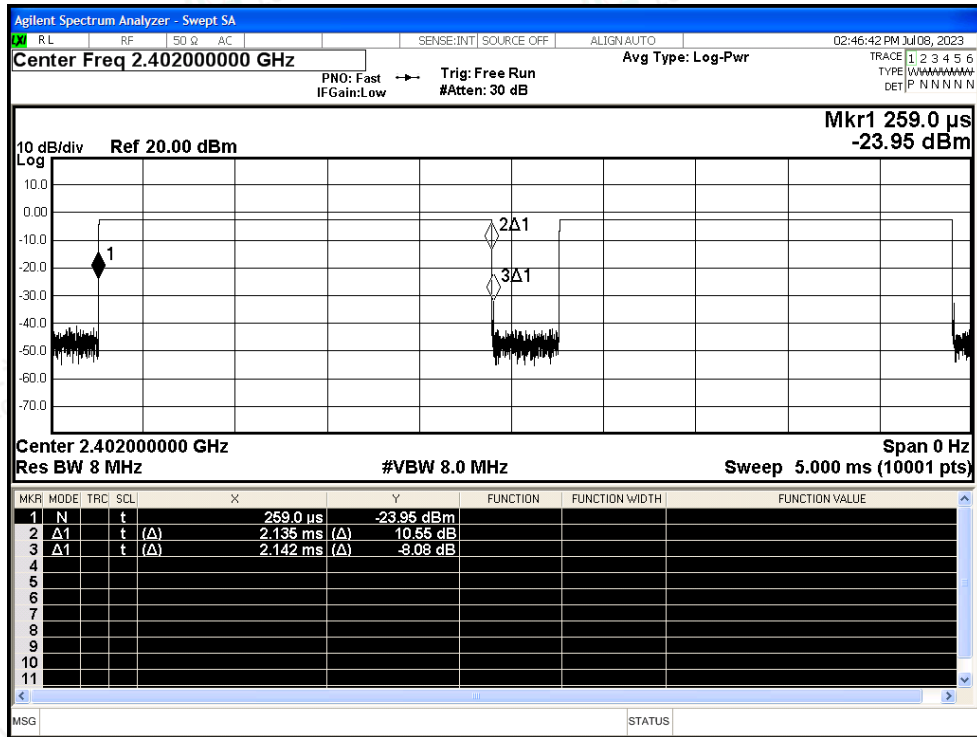 Agilent Spectrum Analyzer - Swept SA
LXI RL RF 50 Ω AC SENSE:INT SOURCE OFF ALIGN AUTO 02:46:42 PM Jul 08, 2023
Center Freq 2.402000000 GHz Avg Type: Log-Pwr TRACE 1 2 3 4 5 6
PNO: Fast Trig: Free Run TYPE WWWWWW
IFGain:Low #Atten: 30 dB DET P N N N N N
Mkr1 259.0 µs
10 dB/div Ref 20.00 dBm -23.95 dBm
Log
10.0
0.00
2Δ1
-10.0
1
-20.0
3Δ1
-30.0
-40.0
-50.0
-60.0
-70.0
Center 2.402000000 GHz Span 0 Hz
Res BW 8 MHz #VBW 8.0 MHz Sweep 5.000 ms (10001 pts)
MKR MODE TRC SCL X Y FUNCTION FUNCTION WIDTH FUNCTION VALUE
1 N t 259.0 µs -23.95 dBm
2 Δ1 t (Δ) 2.135 ms (Δ) 10.55 dB
3 Δ1 t (Δ) 2.142 ms (Δ) -8.08 dB
4
5
6
7
8
9
10
11
MSG STATUS